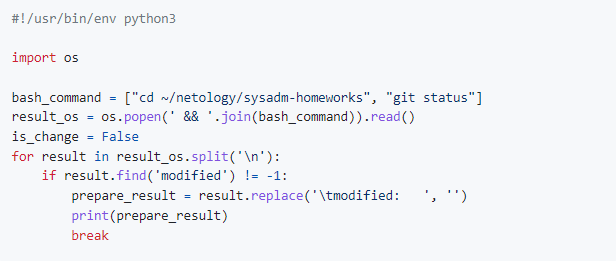 #!/usr/bin/env python3

import os

bash_command = ["cd ~/netology/sysadm-homeworks", "git status"]
result_os = os.popen(' && '.join(bash_command)).read()
is_change = False
for result in result_os.split('\n'):
    if result.find('modified') != -1:
        prepare_result = result.replace('\tmodified:   ', '')
        print(prepare_result)
        break